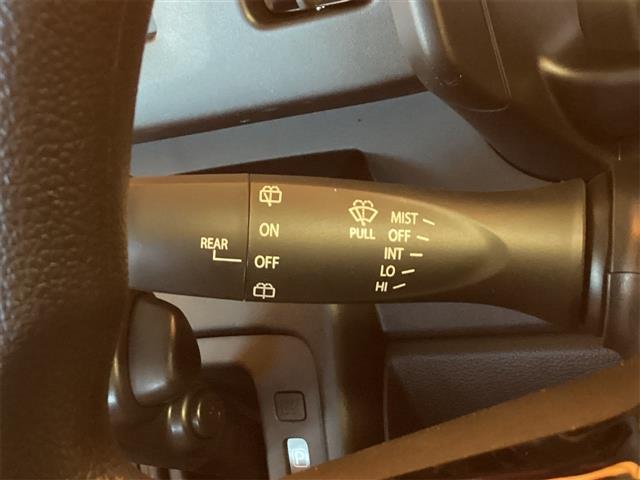 REAR
ON
OFF
PULL
MIST
OFF
INT
LO
HI
P